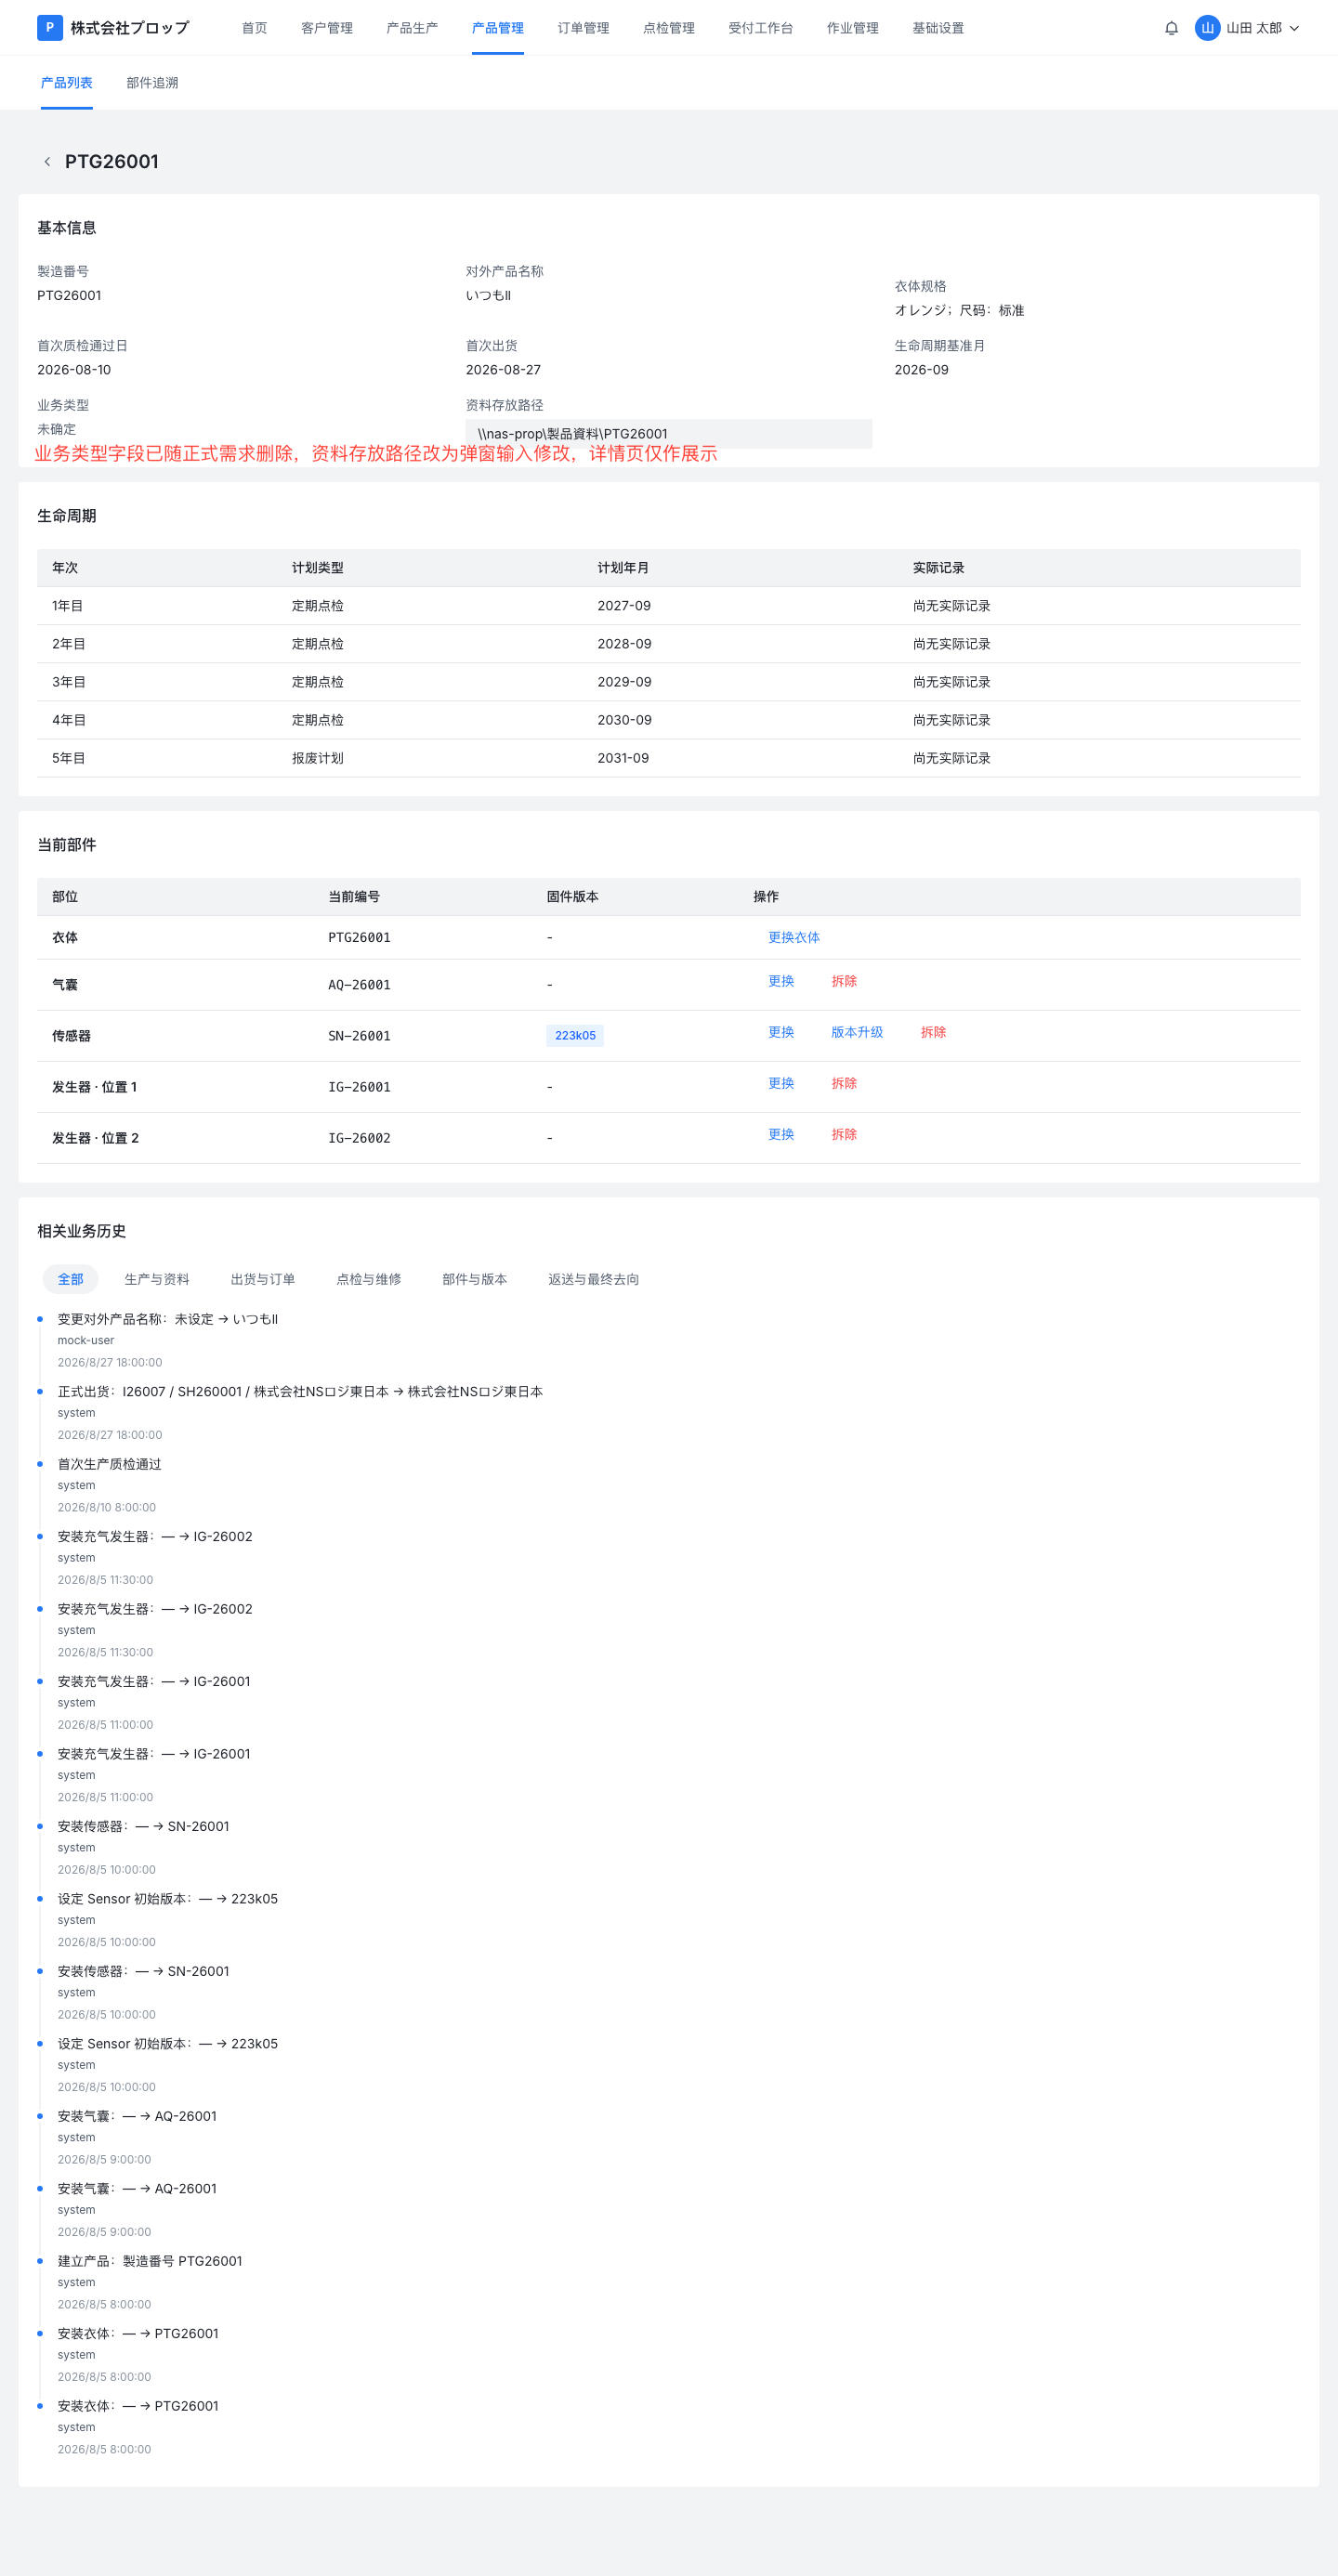 P 株式会社プロップ 首页 客户管理 产品生产 产品管理 订单管理 点检管理 受付工作台 作业管理 基础设置 山 山田 太郎
产品列表 部件追溯
PTG26001
基本信息
製造番号 对外产品名称 衣体规格
PTG26001 いつもII オレンジ；尺码：标准
首次质检通过日 首次出货 生命周期基准月
2026-08-10 2026-08-27 2026-09
业务类型 资料存放路径
未确定 \\nas-prop\製品資料\PTG26001
业务类型字段已随正式需求删除，资料存放路径改为弹窗输入修改，详情页仅作展示
生命周期
年次 计划类型 计划年月 实际记录
1年目 定期点检 2027-09 尚无实际记录
2年目 定期点检 2028-09 尚无实际记录
3年目 定期点检 2029-09 尚无实际记录
4年目 定期点检 2030-09 尚无实际记录
5年目 报废计划 2031-09 尚无实际记录
当前部件
部位 当前编号 固件版本 操作
衣体 PTG26001 - 更换衣体
气囊 AQ-26001 - 更换 拆除
传感器 SN-26001 223k05 更换 版本升级 拆除
发生器 · 位置 1 IG-26001 - 更换 拆除
发生器 · 位置 2 IG-26002 - 更换 拆除
相关业务历史
全部 生产与资料 出货与订单 点检与维修 部件与版本 返送与最终去向
变更对外产品名称：未设定 → いつもII
mock-user
2026/8/27 18:00:00
正式出货：I26007 / SH260001 / 株式会社NSロジ東日本 → 株式会社NSロジ東日本
system
2026/8/27 18:00:00
首次生产质检通过
system
2026/8/10 8:00:00
安装充气发生器：— → IG-26002
system
2026/8/5 11:30:00
安装充气发生器：— → IG-26002
system
2026/8/5 11:30:00
安装充气发生器：— → IG-26001
system
2026/8/5 11:00:00
安装充气发生器：— → IG-26001
system
2026/8/5 11:00:00
安装传感器：— → SN-26001
system
2026/8/5 10:00:00
设定 Sensor 初始版本：— → 223k05
system
2026/8/5 10:00:00
安装传感器：— → SN-26001
system
2026/8/5 10:00:00
设定 Sensor 初始版本：— → 223k05
system
2026/8/5 10:00:00
安装气囊：— → AQ-26001
system
2026/8/5 9:00:00
安装气囊：— → AQ-26001
system
2026/8/5 9:00:00
建立产品：製造番号 PTG26001
system
2026/8/5 8:00:00
安装衣体：— → PTG26001
system
2026/8/5 8:00:00
安装衣体：— → PTG26001
system
2026/8/5 8:00:00